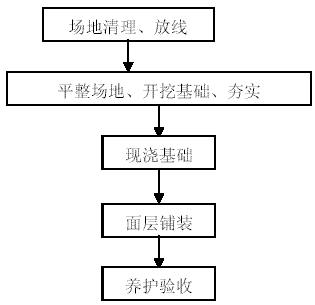 场地清理、放线
平整场地、开挖基础、夯实
现浇基础
面层铺装
养护验收